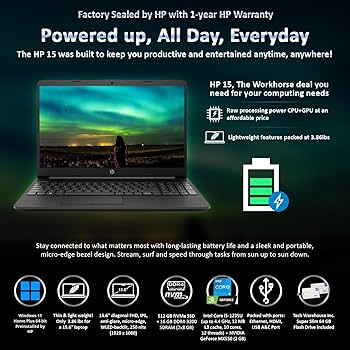 Factory Sealed by HP with 1-year HP Warranty
Powered up, All Day, Everyday
The HP 15 was built to keep you productive and entertained anytime, anywhere!
HP 15, The Workhorse deal you
need for your computing needs
Raw processing power CPU+GPU at an
affordable price
Lightweight features packed at 3.86lbs
hp
Stay connected to what matters most with long-lasting battery life and a sleek and portable,
micro-edge bezel design. Stream, surf and speed through tasks from sun up to sun down.
Windows 11
Home Plus 64bit
Preinstalled by
HP
Thin & light weight!
Only 3.86 lbs for
a 15.6" laptop
15.6" diagonal FHD, IPS,
anti-glare, micro-edge,
WLED-backlit, 250 nits
(1920 x 1080)
DDR4
nvm
512 GB NVMe SSD
+ 16 GB DDR4-3200
SDRAM (2x8 GB)
intel
CORE
i5
GEFORCE
Intel Core i5-1235U
(up to 4.4 GHz, 12 MB
L3 cache, 10 cores,
12 threads) + NVIDIA
GeForce MX550 (2 GB)
Packed with ports:
Ethernet, HDMI,
USB A&C Port
Tech Warehouse Inc.
Super Slim 64 GB
Flash Drive Included